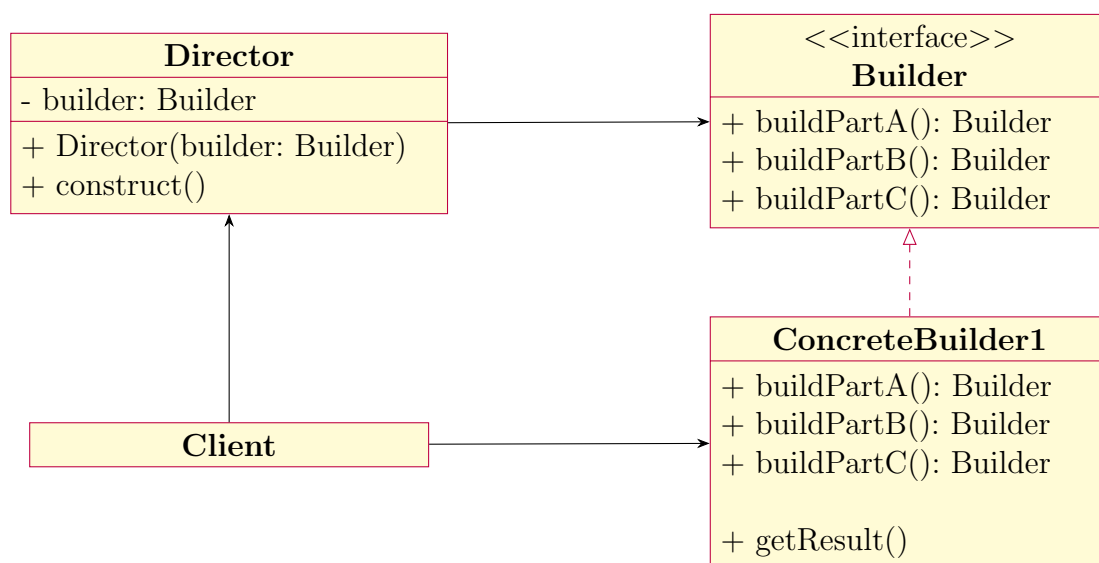 Director
- builder: Builder
+ Director(builder: Builder)
+ construct()
<<interface>>
Builder
+ buildPartA(): Builder
+ buildPartB(): Builder
+ buildPartC(): Builder
Client
ConcreteBuilder1
+ buildPartA(): Builder
+ buildPartB(): Builder
+ buildPartC(): Builder
+ getResult()